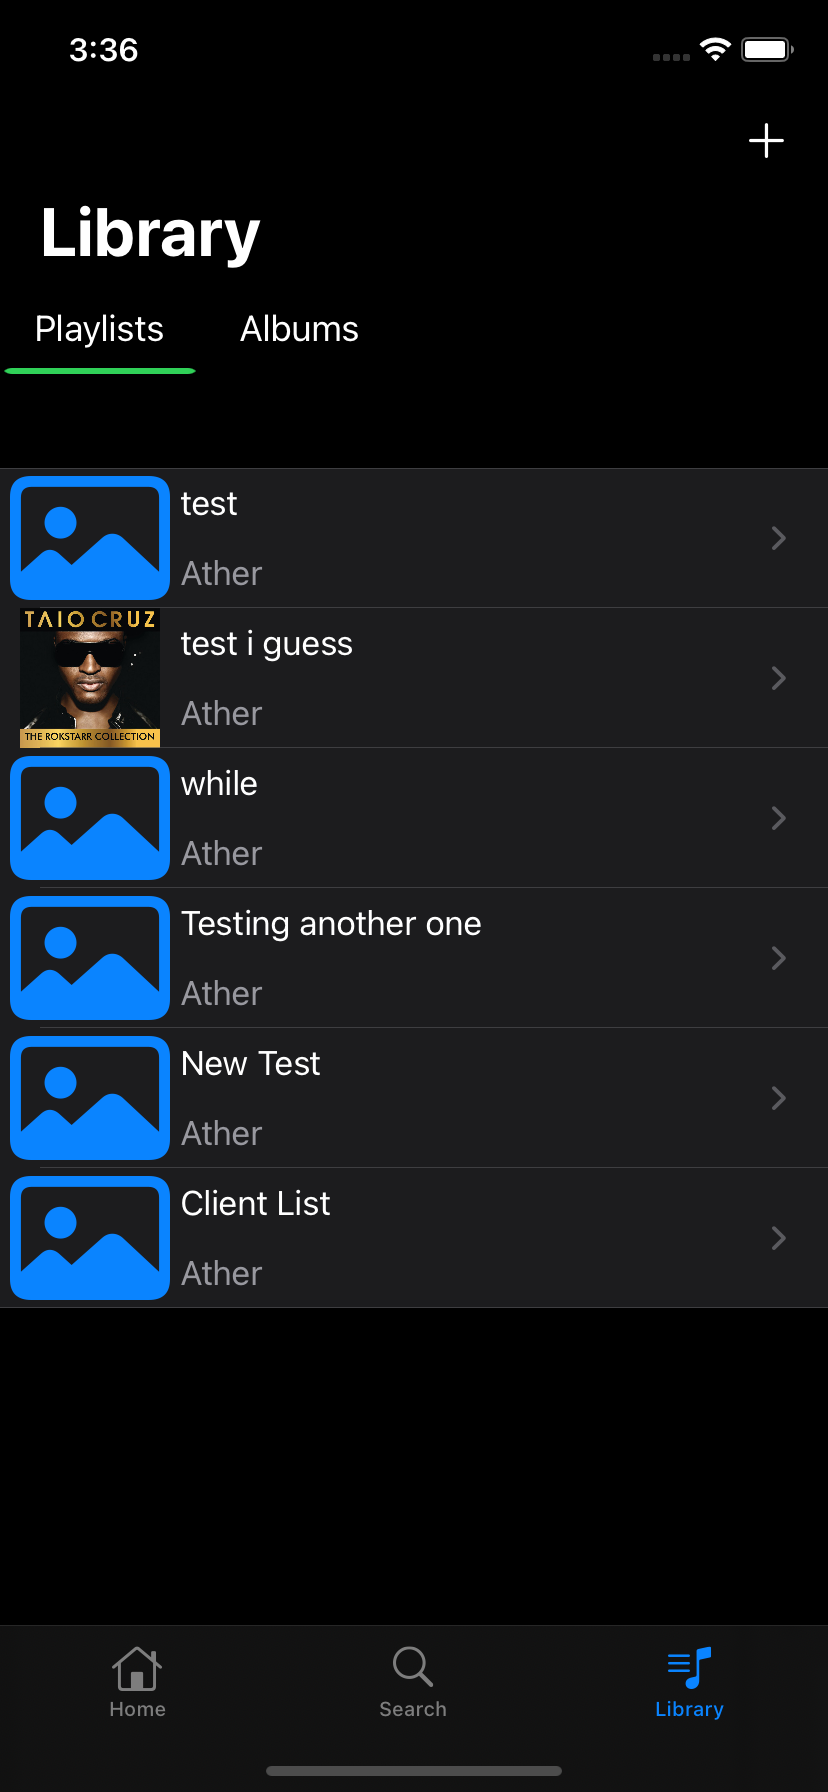 3:36
Library
Playlists Albums
test
Ather
TAIO CRUZ
THE ROKSTARR COLLECTION
test i guess
Ather
while
Ather
Testing another one
Ather
New Test
Ather
Client List
Ather
Home Search Library